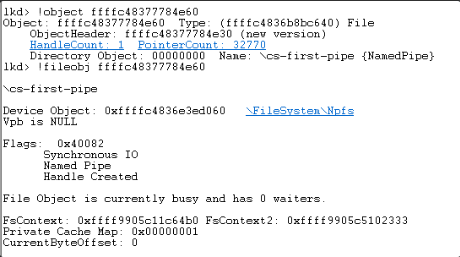 lkd> !object ffffc48377784e60
Object: ffffc48377784e60 Type: (ffffc4836b8bc640) File
ObjectHeader: ffffc48377784e30 (new version)
HandleCount: 1 PointerCount: 32770
Directory Object: 00000000 Name: \cs-first-pipe {NamedPipe}
lkd> !fileobj ffffc48377784e60
\cs-first-pipe
Device Object: 0xffffc4836e3ed060 \FileSystem\Npfs
Vpb is NULL
Flags: 0x40082
Synchronous IO
Named Pipe
Handle Created
File Object is currently busy and has 0 waiters.
FsContext: 0xffff9905c11c64b0 FsContext2: 0xffff9905c5102333
Private Cache Map: 0x00000001
CurrentByteOffset: 0